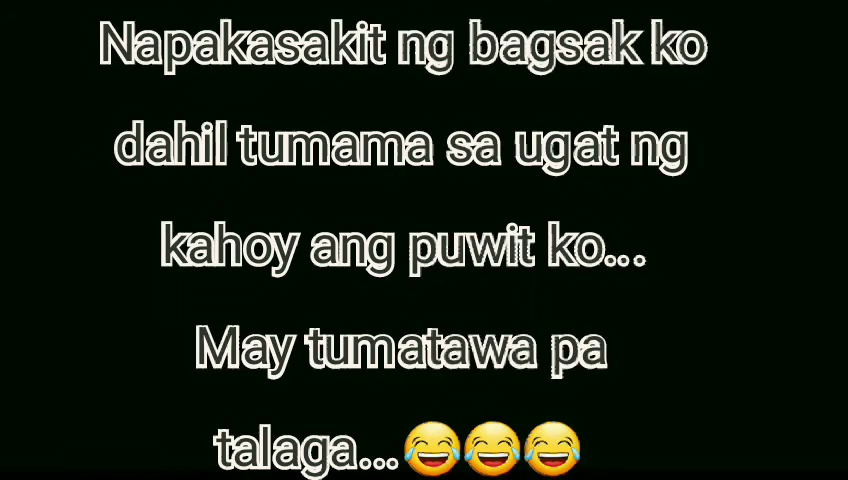 Napakasakit ng bagsak ko
dahil tumama sa ugat ng
kahoy ang puwit ko...
May tumatawa pa
talaga...😂😂😂